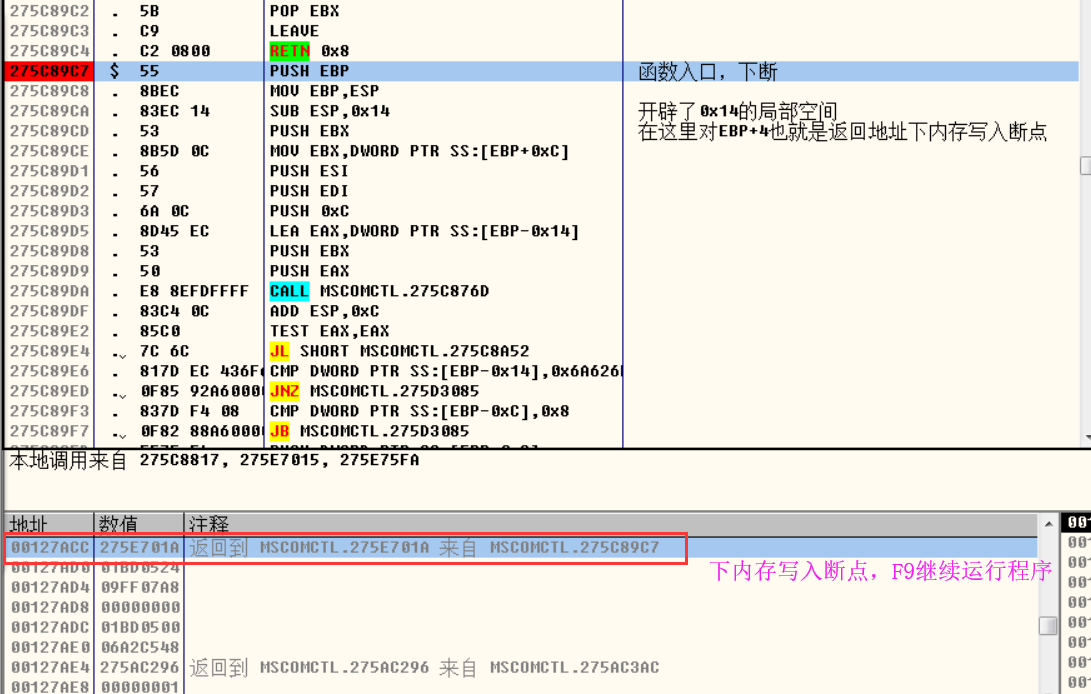 275C89C2 . 5B POP EBX
275C89C3 . C9 LEAVE
275C89C4 . C2 0800 RETN 0x8
275C89C7 $ 55 PUSH EBP 函数入口，下断
275C89C8 . 8BEC MOV EBP,ESP
275C89CA . 83EC 14 SUB ESP,0x14 开辟了0x14的局部空间
275C89CD . 53 PUSH EBX 在这里对EBP+4也就是返回地址下内存写入断点
275C89CE . 8B5D 0C MOV EBX,DWORD PTR SS:[EBP+0xC]
275C89D1 . 56 PUSH ESI
275C89D2 . 57 PUSH EDI
275C89D3 . 6A 0C PUSH 0xC
275C89D5 . 8D45 EC LEA EAX,DWORD PTR SS:[EBP-0x14]
275C89D8 . 53 PUSH EBX
275C89D9 . 50 PUSH EAX
275C89DA . E8 8EFDFFFF CALL MSCOMCTL.275C876D
275C89DF . 83C4 0C ADD ESP,0xC
275C89E2 . 85C0 TEST EAX,EAX
275C89E4 . 7C 6C JL SHORT MSCOMCTL.275C8A52
275C89E6 . 817D EC 436F CMP DWORD PTR SS:[EBP-0x14],0x6A626
275C89ED . 0F85 92A6000 JNZ MSCOMCTL.275D3085
275C89F3 . 837D F4 08 CMP DWORD PTR SS:[EBP-0xC],0x8
275C89F7 . 0F82 88A6000 JB MSCOMCTL.275D3085
本地调用来自 275C8817, 275E7015, 275E75FA
地址 数值 注释
00127ACC 275E701A 返回到 MSCOMCTL.275E701A 来自 MSCOMCTL.275C89C7
00127AD0 01BD0524
下内存写入断点，F9继续运行程序
00127AD4 09FF07A8
00127AD8 00000000
00127ADC 01BD0500
00127AE0 06A2C548
00127AE4 275AC296 返回到 MSCOMCTL.275AC296 来自 MSCOMCTL.275AC3AC
00127AE8 00000001